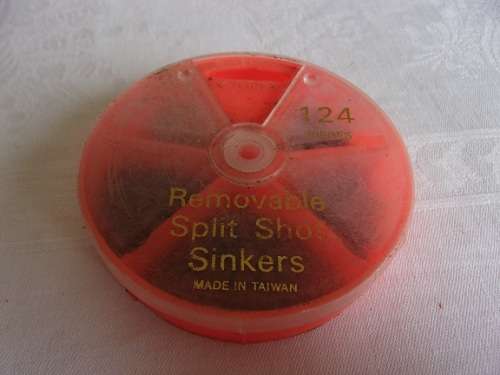 124
Removable
Split Shot
Sinkers
MADE IN TAIWAN